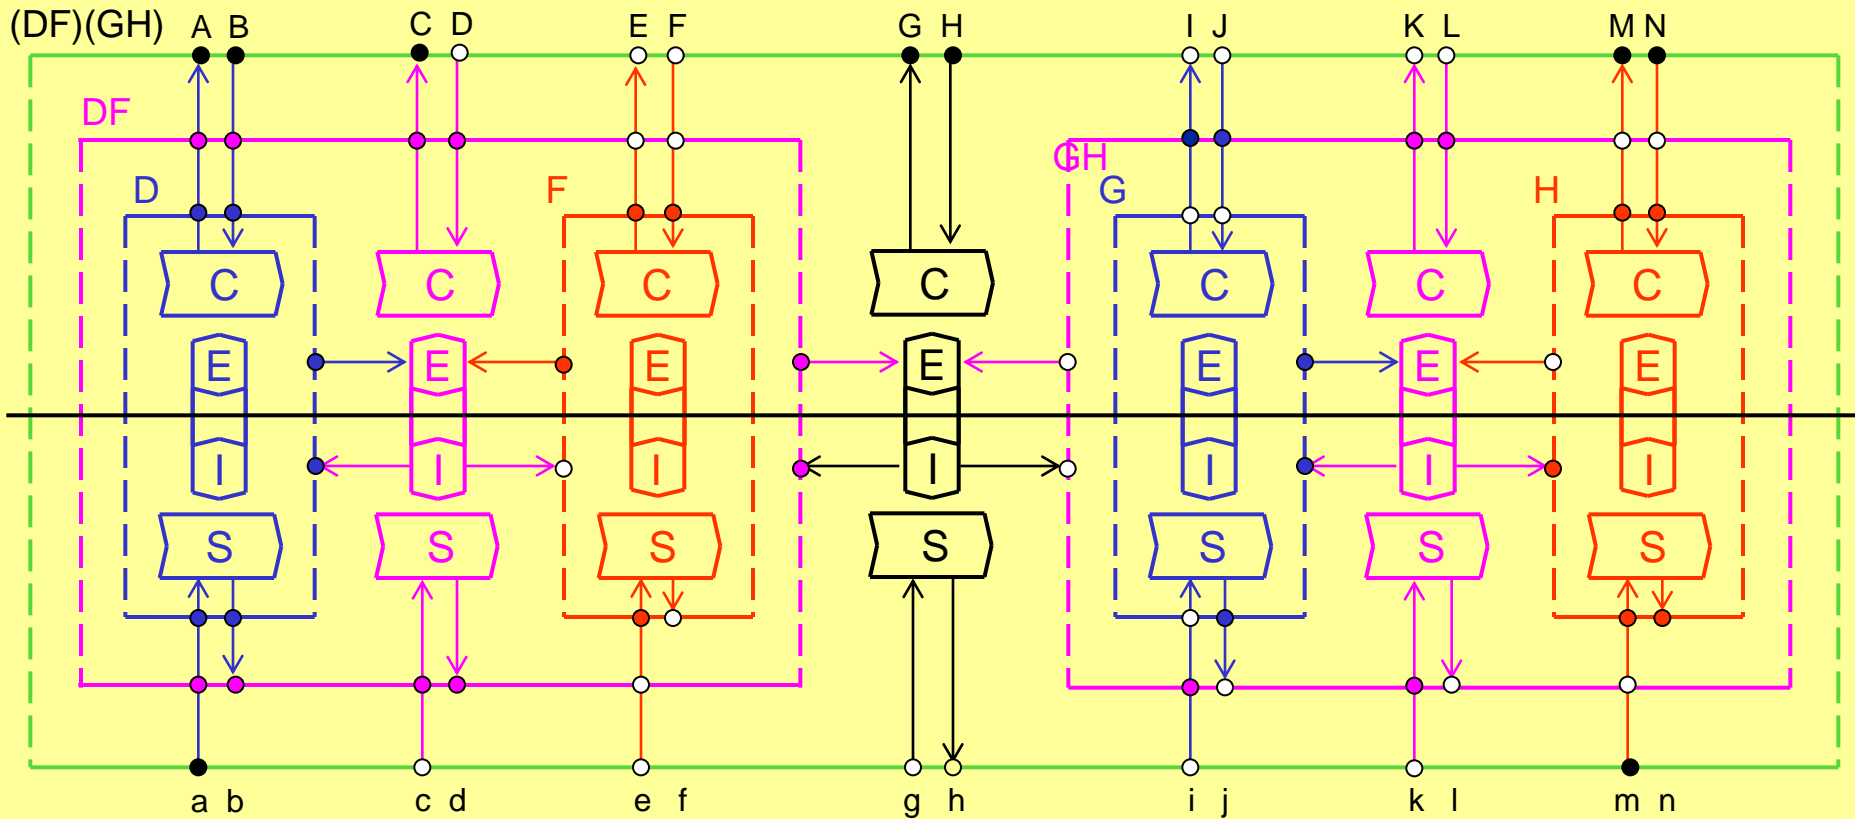 (DF)(GH) A B C D E F G H I J K L M N
DF
GH
D F G H
C C C C C C C
E E E E E E E
I I I I I I I
S S S S S S S
a b c d e f g h i j k l m n